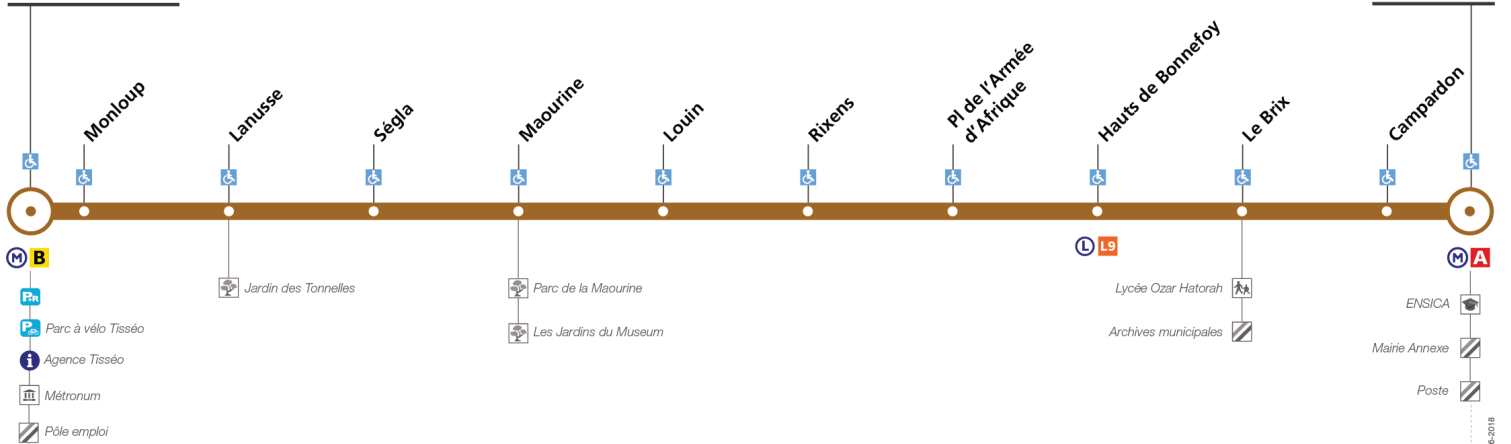 Monloup
Lanusse
Ségla
Maourine
Louin
Rixens
Pl de l'Armée
d'Afrique
Hauts de Bonnefoy
Le Brix
Campardon
M B
L L9
M A
P+R
P Parc à vélo Tisséo
i Agence Tisséo
Métronum
Pôle emploi
Jardin des Tonnelles
Parc de la Maourine
Les Jardins du Museum
Lycée Ozar Hatorah
Archives municipales
ENSICA
Mairie Annexe
Poste
6-2018